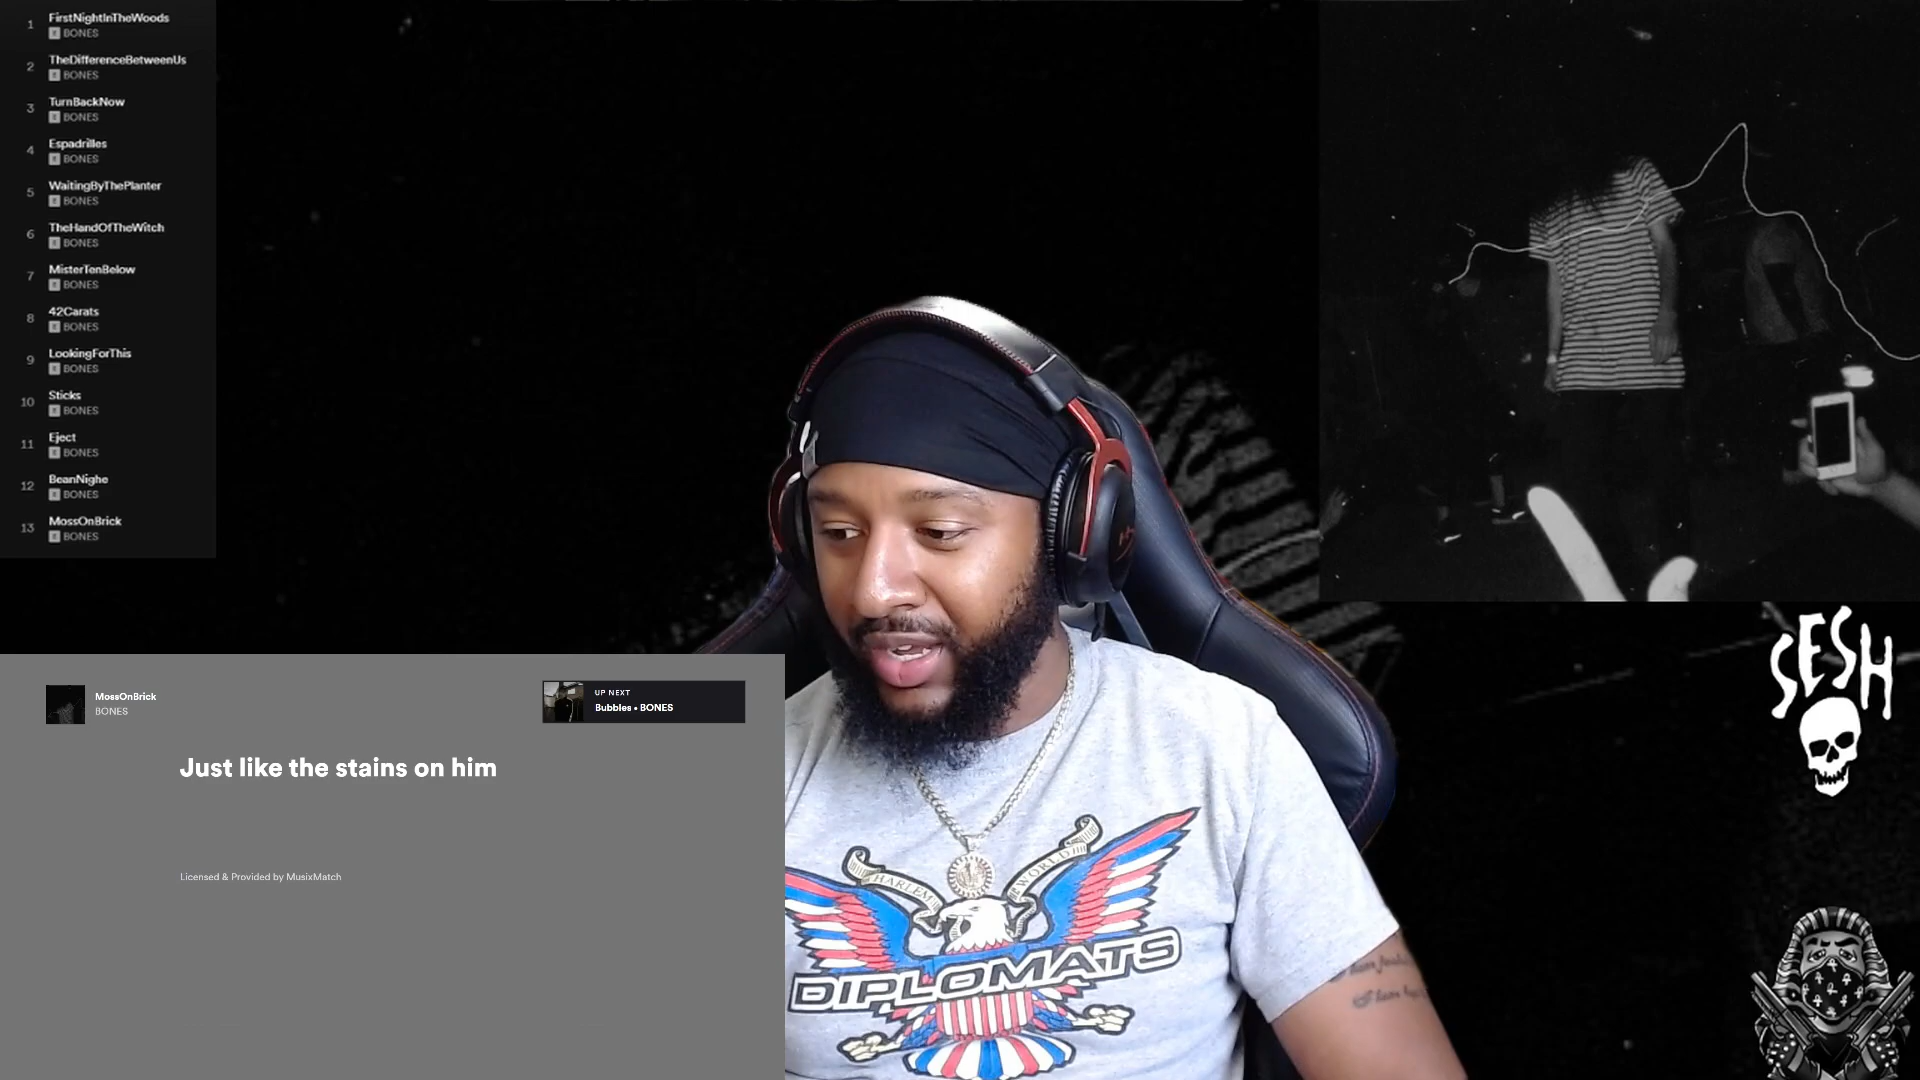 1 FirstNightInTheWoods
E BONES
2 TheDifferenceBetweenUs
E BONES
3 TurnBackNow
E BONES
4 Espadrilles
E BONES
5 WaitingByThePlanter
E BONES
6 TheHandOfTheWitch
E BONES
7 MisterTenBelow
E BONES
8 42Carats
E BONES
9 LookingForThis
E BONES
10 Sticks
E BONES
11 Eject
E BONES
12 BeanNighe
E BONES
13 MossOnBrick
E BONES
MossOnBrick
BONES
UP NEXT
Bubbles • BONES
Just like the stains on him
Licensed & Provided by MusixMatch
SESH
HARLEM WORLD
DIPLOMATS